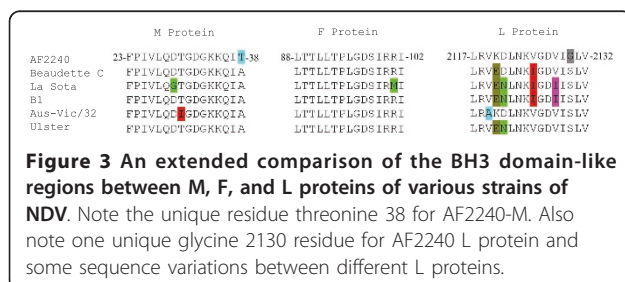 M Protein F Protein L Protein
AF2240 23-FPIVLQDTGDGKKQIT-38 88-LTTLLTPLGDSIRRI-102 2117-LRVKDLNKVGDVIGLV-2132
Beaudette C FPIVLQDTGDGKKQIA LTTLLTPLGDSIRRI LRVEDLNKIGDVISLV
La Sota FPIVLQGTGDGKKQIA LTTLLTPLGDSIRMI LRVENLNKIGDIISLV
B1 FPIVLQDTGDGKKQIA LTTLLTPLGDSIRRI LRVENLNKIGDIISLV
Aus-Vic/32 FPIVLQDTGDGKKQIA LTTLLTPLGDSIRRI LRAKDLNKVGDVISLV
Ulster FPIVLQDTGDGKKQIA LTTLLTPLGDSIRRI LRVENLNKVGDVISLV
Figure 3 An extended comparison of the BH3 domain-like
regions between M, F, and L proteins of various strains of
NDV. Note the unique residue threonine 38 for AF2240-M. Also
note one unique glycine 2130 residue for AF2240 L protein and
some sequence variations between different L proteins.